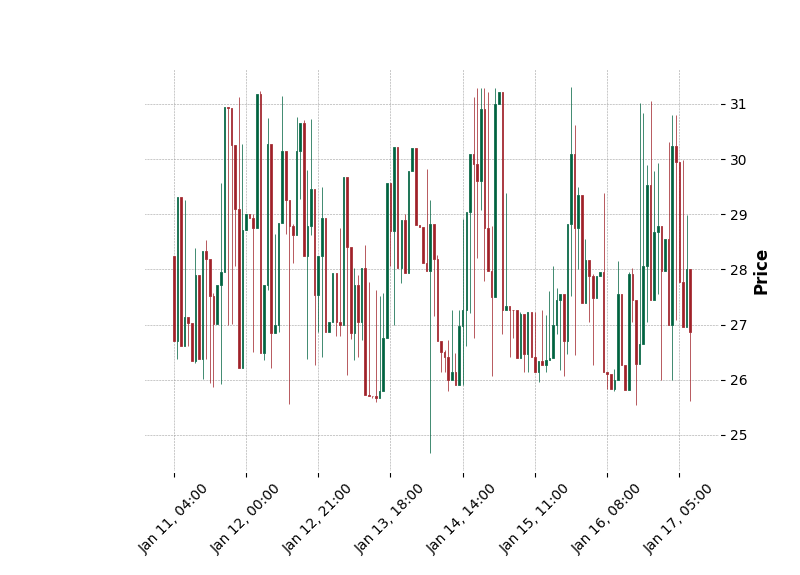 31
30
29
28
27
26
25
Price
Jan 11, 04:00
Jan 12, 00:00
Jan 12, 21:00
Jan 13, 18:00
Jan 14, 14:00
Jan 15, 11:00
Jan 16, 08:00
Jan 17, 05:00